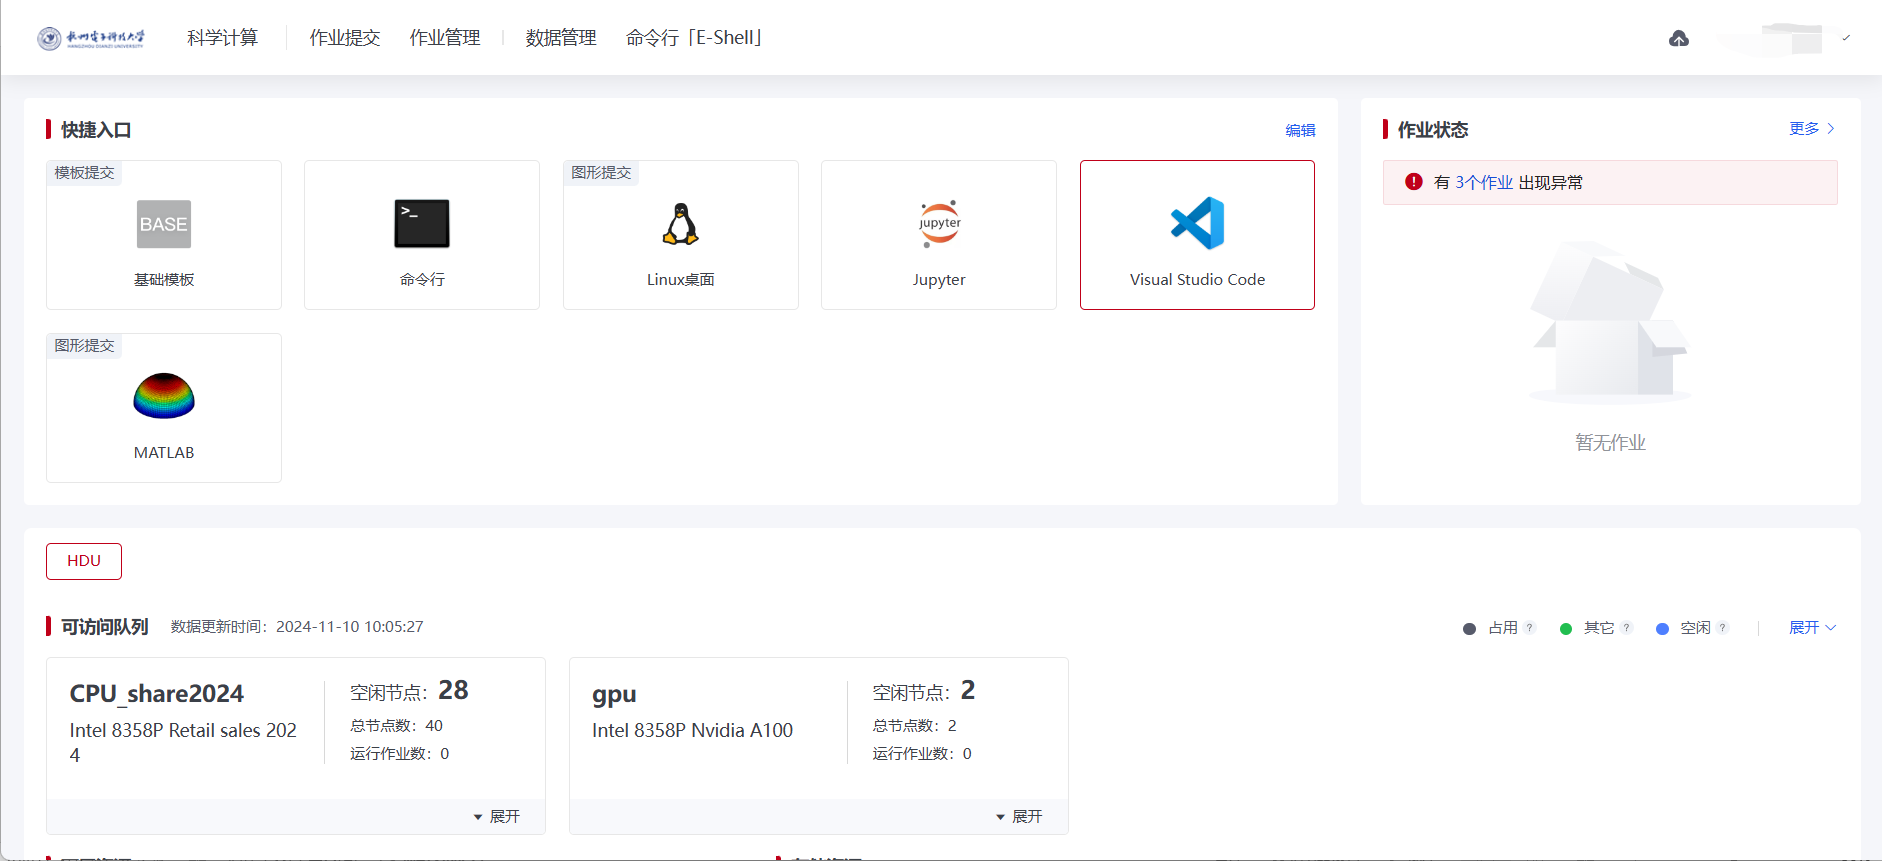 杭州电子科技大学
HANGZHOU DIANZI UNIVERSITY
科学计算 作业提交 作业管理 数据管理 命令行「E-Shell」
快捷入口 编辑
模板提交
BASE
基础模板
>_
命令行
图形提交
Linux桌面
jupyter
Jupyter
Visual Studio Code
图形提交
MATLAB
作业状态 更多
有 3个作业 出现异常
暂无作业
HDU
可访问队列 数据更新时间：2024-11-10 10:05:27
占用 ? 其它 ? 空闲 ? 展开
CPU_share2024
Intel 8358P Retail sales 202
4
空闲节点：28
总节点数：40
运行作业数：0
展开
gpu
Intel 8358P Nvidia A100
空闲节点：2
总节点数：2
运行作业数：0
展开